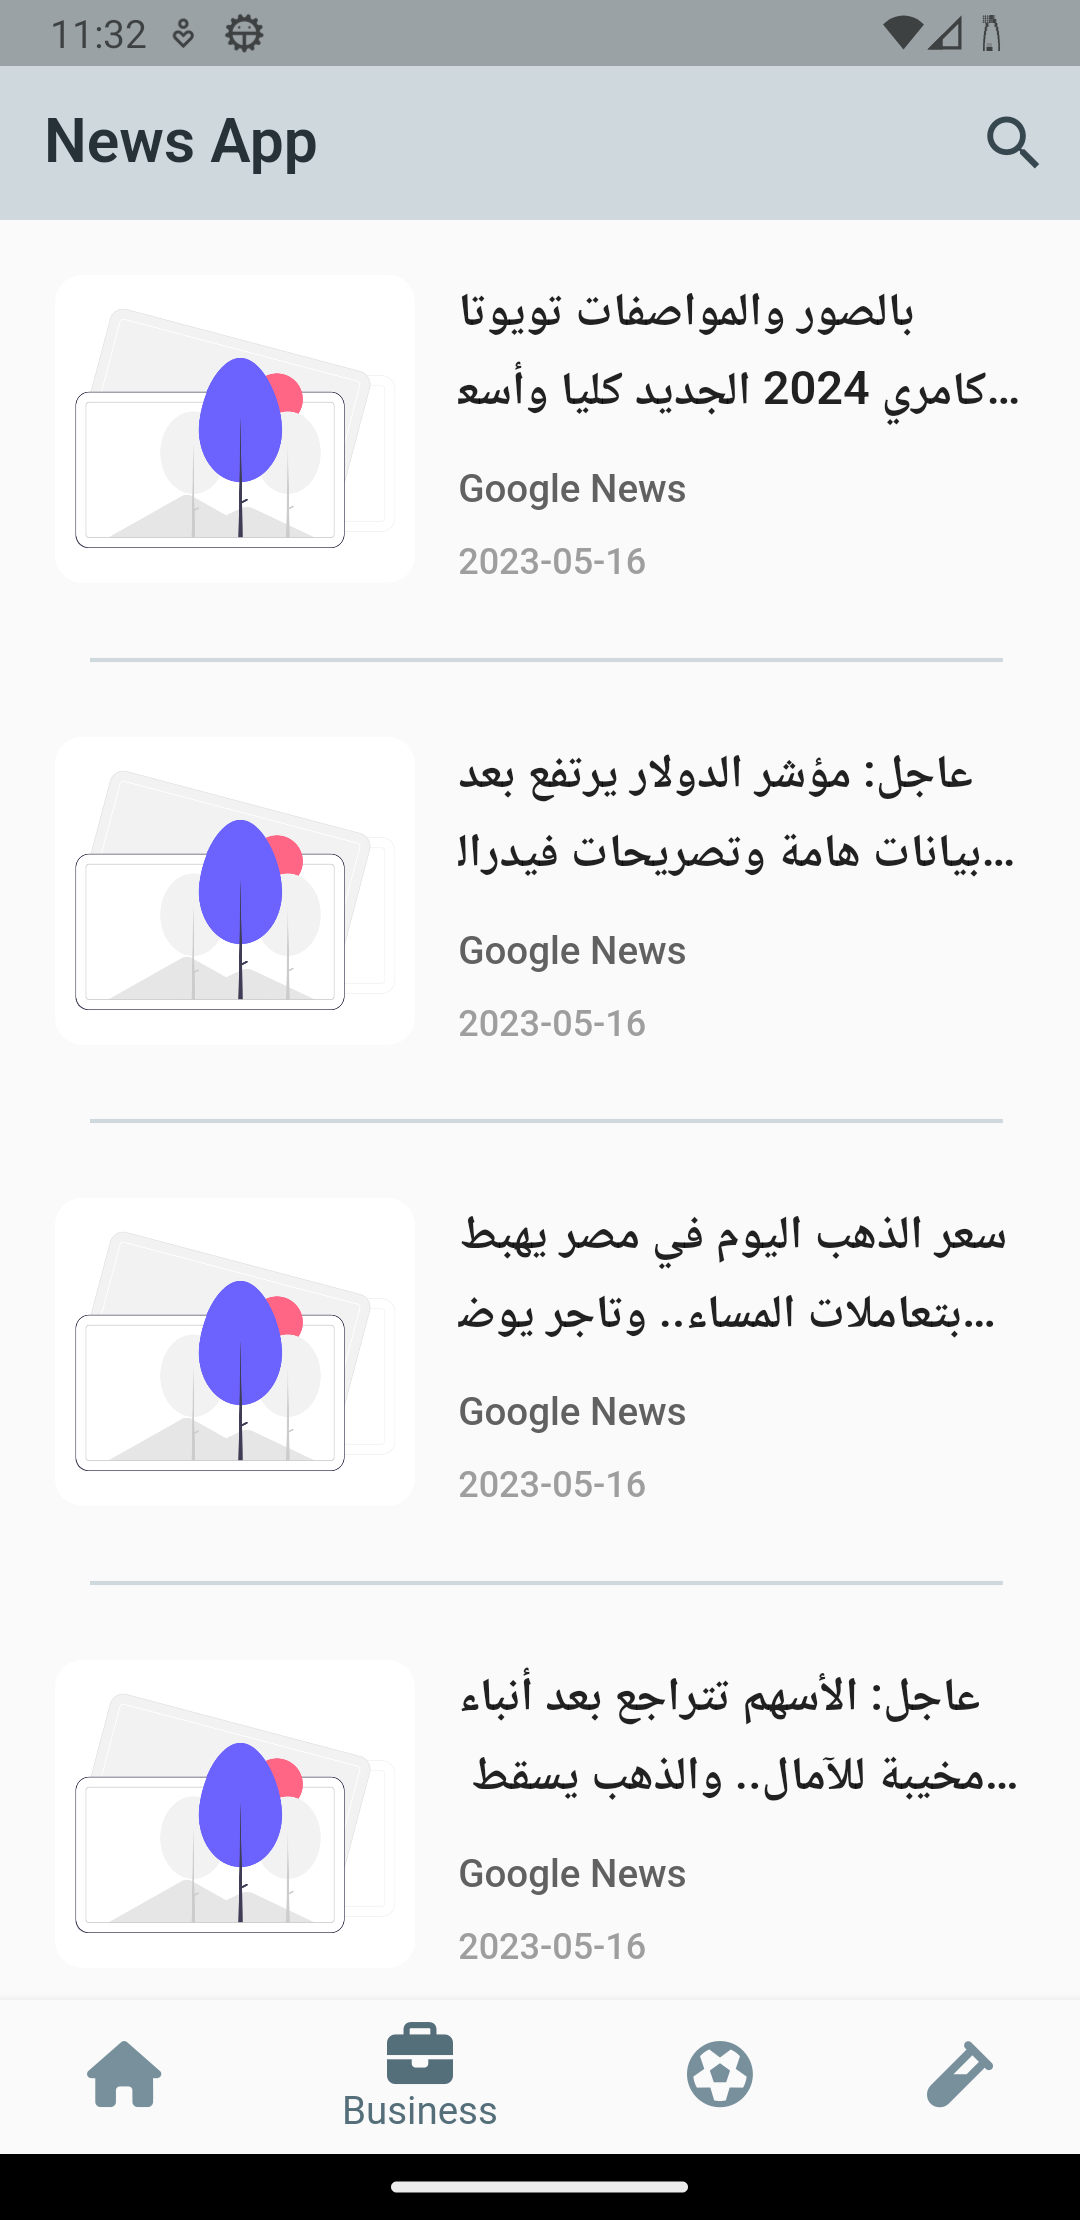 11:32
News App
بالصور والمواصفات تويوتا
كامري 2024 الجديد كليا وأسع...
Google News
2023-05-16
عاجل: مؤشر الدولار يرتفع بعد
بيانات هامة وتصريحات فيدرال...
Google News
2023-05-16
سعر الذهب اليوم في مصر يهبط
بتعاملات المساء.. وتاجر يوض...
Google News
2023-05-16
عاجل: الأسهم تتراجع بعد أنباء
مخيبة للآمال.. والذهب يسقط...
Google News
2023-05-16
Business